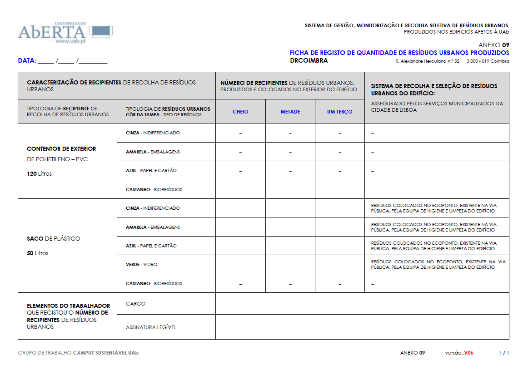 UNIVERSIDADE
AbERTA
www.uab.pt
SISTEMA DE GESTÃO, MONITORIZAÇÃO E RECOLHA SELETIVA DE RESÍDUOS URBANOS,
PRODUZIDOS NOS EDIFÍCIOS AFETOS À UAb
ANEXO 09
FICHA DE REGISTO DE QUANTIDADE DE RESÍDUOS URBANOS PRODUZIDOS
DATA: _____ /_____ /_________
DRCOIMBRA
R. Alexandre Herculano n.º 52 3 000 - 019 Coimbra
CARACTERIZAÇÃO DE RECIPIENTES DE RECOLHA DE RESÍDUOS
URBANOS
NÚMERO DE RECIPIENTES DE RESÍDUOS URBANOS,
PRODUZIDOS E COLOCADOS NO EXTERIOR DO EDIFÍCIO
SISTEMA DE RECOLHA E SELEÇÃO DE RESÍDUOS
URBANOS DO EDIFÍCIO:
TIPOLOGIA DE RECIPIENTE DE
RECOLHA DE RESÍDUOS URBANOS
TIPOLOGIA DE RESÍDUOS URBANOS
CÔR DA TAMPA - TIPO DE RESÍDUOS
CHEIO
METADE
UM TERÇO
ASSEGURADO PELOS SERVIÇOS MUNICIPALIZADOS DA
CIDADE DE LISBOA
CONTENTOR DE EXTERIOR
DE POLIETILENO – PVC
120 Litros
CINZA - INDIFERENCIADO
– – – –
AMARELA - EMBALAGENS
– – – –
AZUL - PAPEL E CARTÃO
– – – –
CASTANHO - BIORESÍDUOS
SACO DE PLÁSTICO
50 Litros
CINZA - INDIFERENCIADO
RESÍDUOS COLOCADOS NO ECOPONTO, EXISTENTE NA VIA
PÚBLICA, PELA EQUIPA DE HIGIENE E LIMPEZA DO EDIFÍCIO
AMARELA - EMBALAGENS
RESÍDUOS COLOCADOS NO ECOPONTO, EXISTENTE NA VIA
PÚBLICA, PELA EQUIPA DE HIGIENE E LIMPEZA DO EDIFÍCIO
AZUL - PAPEL E CARTÃO
RESÍDUOS COLOCADOS NO ECOPONTO, EXISTENTE NA VIA
PÚBLICA, PELA EQUIPA DE HIGIENE E LIMPEZA DO EDIFÍCIO
VERDE - VIDRO
RESÍDUOS COLOCADOS NO ECOPONTO, EXISTENTE NA VIA
PÚBLICA, PELA EQUIPA DE HIGIENE E LIMPEZA DO EDIFÍCIO
CASTANHO - BIORESÍDUOS
– – – –
ELEMENTOS DO TRABALHADOR
QUE REGISTOU O NÚMERO DE
RECIPIENTES DE RESÍDUOS
URBANOS
CARGO
ASSINATURA LEGÍVEL
GRUPO DE TRABALHO CAMPUS SUSTENTÁVEL UAb
ANEXO 09
versão_V06
1 / 1